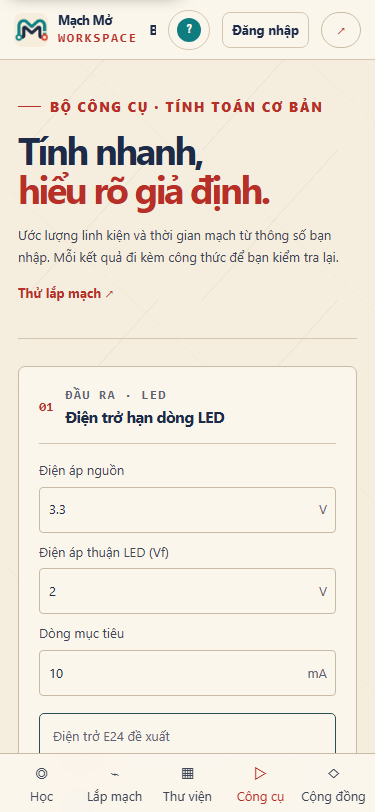 Mạch Mở
WORKSPACE
B
?
Đăng nhập
↗
BỘ CÔNG CỤ · TÍNH TOÁN CƠ BẢN
Tính nhanh,
hiểu rõ giả định.
Ước lượng linh kiện và thời gian mạch từ thông số bạn
nhập. Mỗi kết quả đi kèm công thức để bạn kiểm tra lại.
Thử lắp mạch ↗
01
ĐẦU RA · LED
Điện trở hạn dòng LED
Điện áp nguồn
3.3 V
Điện áp thuận LED (Vf)
2 V
Dòng mục tiêu
10 mA
Điện trở E24 đề xuất
Học
Lắp mạch
Thư viện
Công cụ
Cộng đồng